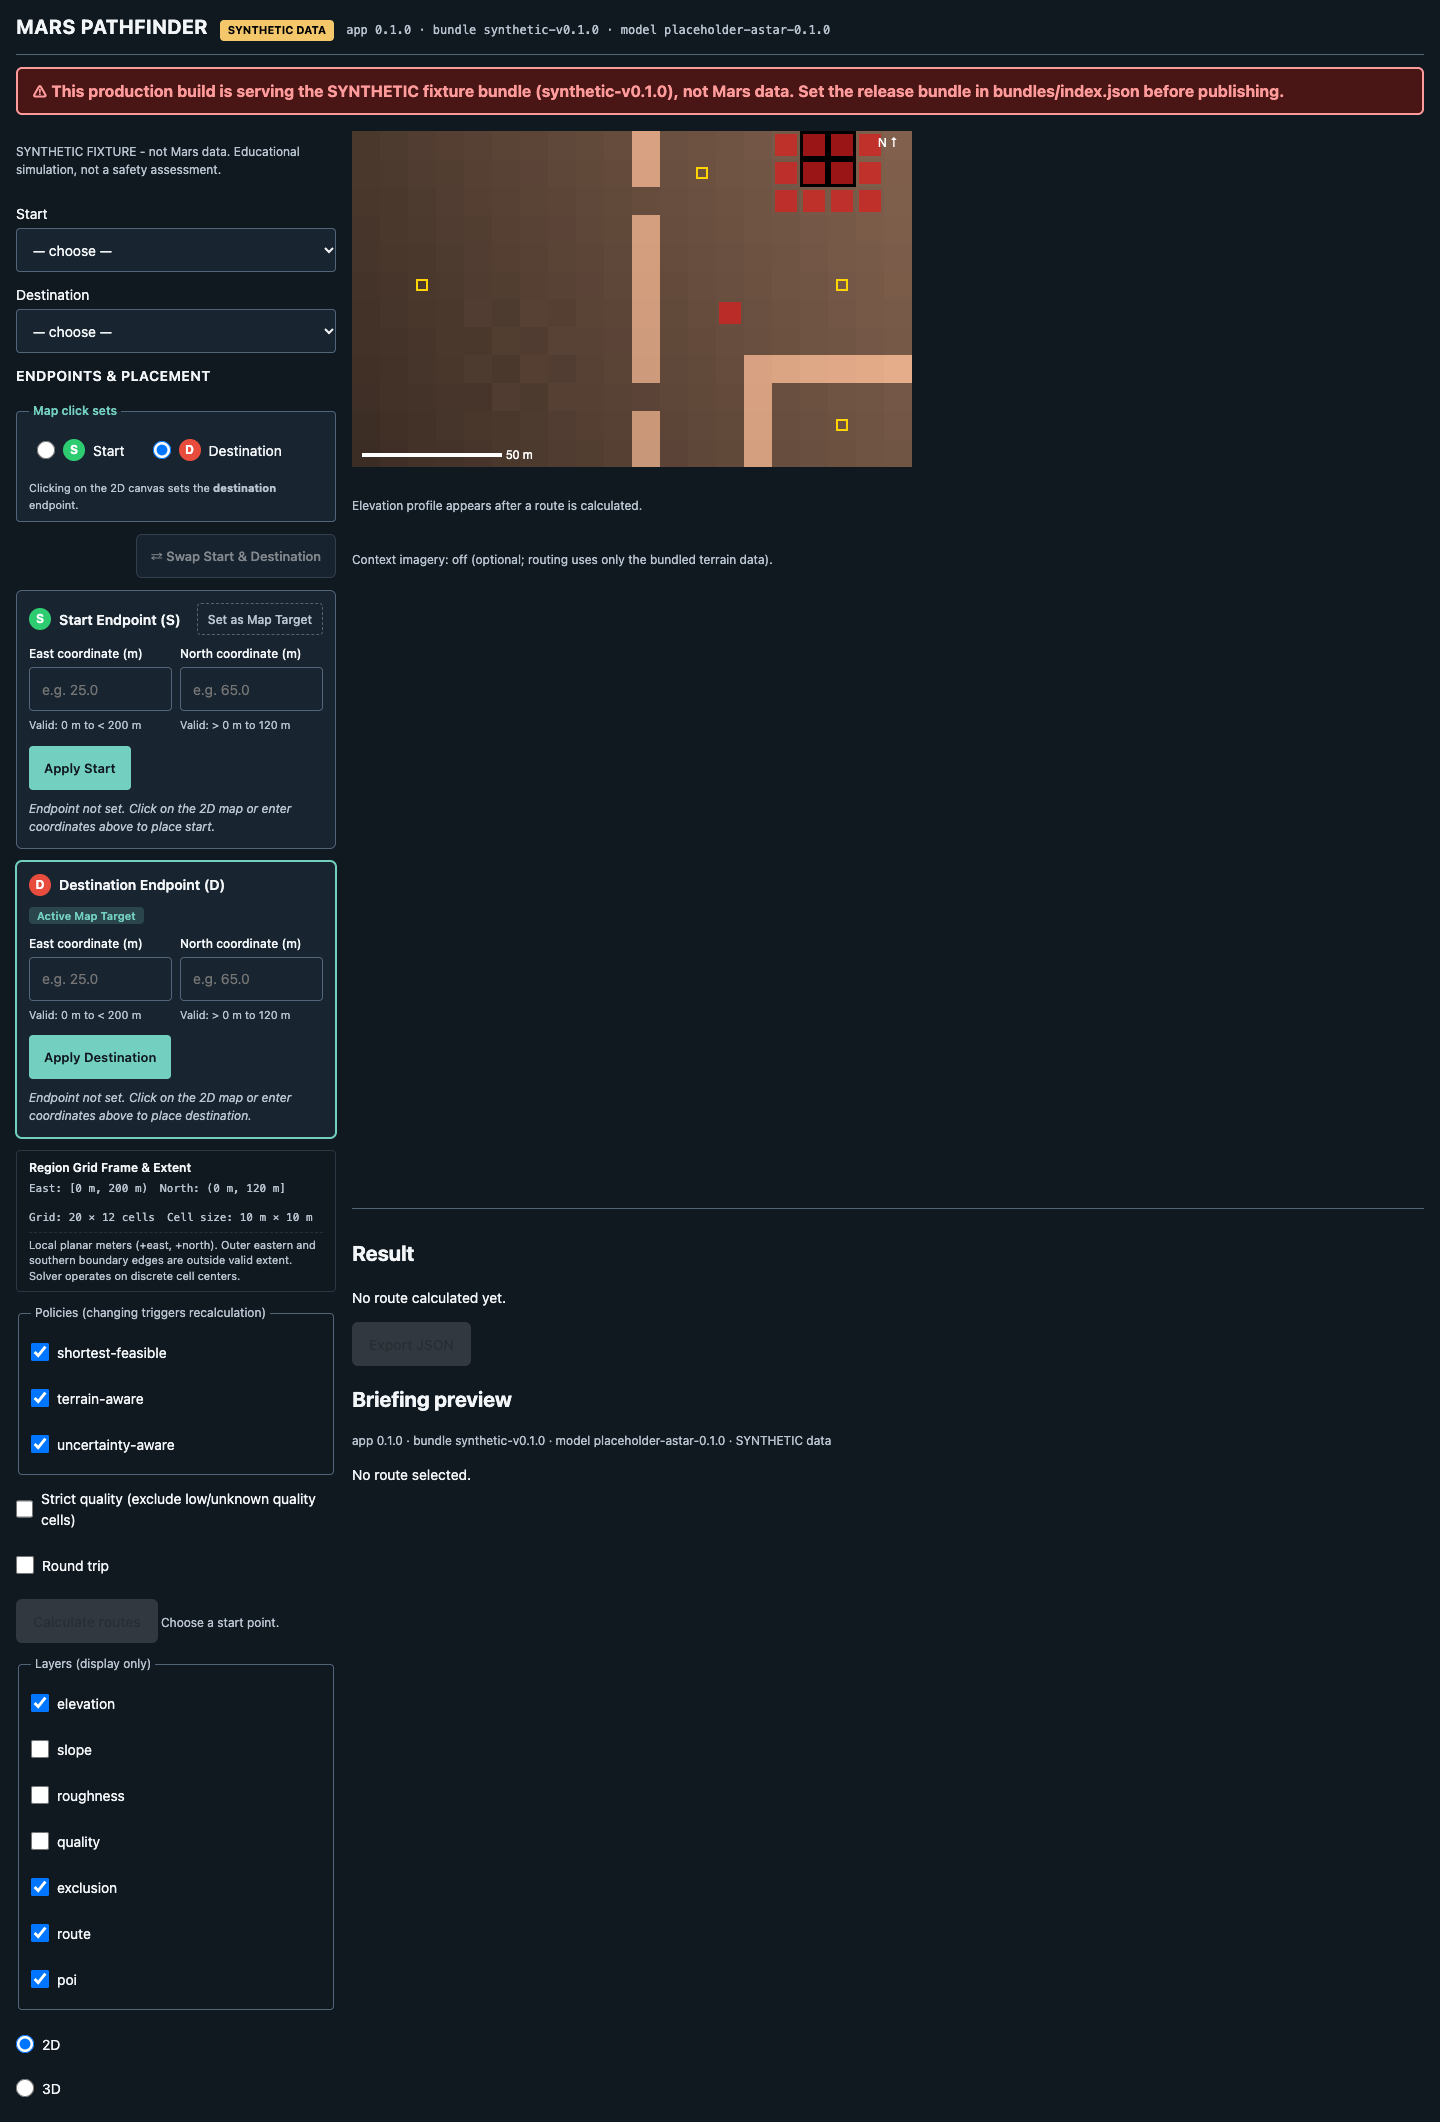 MARS PATHFINDER SYNTHETIC DATA app 0.1.0 · bundle synthetic-v0.1.0 · model placeholder-astar-0.1.0
⚠ This production build is serving the SYNTHETIC fixture bundle (synthetic-v0.1.0), not Mars data. Set the release bundle in bundles/index.json before publishing.
SYNTHETIC FIXTURE - not Mars data. Educational
simulation, not a safety assessment.
Start
— choose —
Destination
— choose —
ENDPOINTS & PLACEMENT
Map click sets
S Start
D Destination
Clicking on the 2D canvas sets the destination
endpoint.
⇄ Swap Start & Destination
S Start Endpoint (S)
Set as Map Target
East coordinate (m)
North coordinate (m)
e.g. 25.0
e.g. 65.0
Valid: 0 m to < 200 m
Valid: > 0 m to 120 m
Apply Start
Endpoint not set. Click on the 2D map or enter
coordinates above to place start.
D Destination Endpoint (D)
Active Map Target
East coordinate (m)
North coordinate (m)
e.g. 25.0
e.g. 65.0
Valid: 0 m to < 200 m
Valid: > 0 m to 120 m
Apply Destination
Endpoint not set. Click on the 2D map or enter
coordinates above to place destination.
Region Grid Frame & Extent
East: [0 m, 200 m) North: (0 m, 120 m]
Grid: 20 × 12 cells Cell size: 10 m × 10 m
Local planar meters (+east, +north). Outer eastern and
southern boundary edges are outside valid extent.
Solver operates on discrete cell centers.
Policies (changing triggers recalculation)
shortest-feasible
terrain-aware
uncertainty-aware
Strict quality (exclude low/unknown quality
cells)
Round trip
Calculate routes
Choose a start point.
Layers (display only)
elevation
slope
roughness
quality
exclusion
route
poi
2D
3D
N ↑
50 m
Elevation profile appears after a route is calculated.
Context imagery: off (optional; routing uses only the bundled terrain data).
Result
No route calculated yet.
Export JSON
Briefing preview
app 0.1.0 · bundle synthetic-v0.1.0 · model placeholder-astar-0.1.0 · SYNTHETIC data
No route selected.